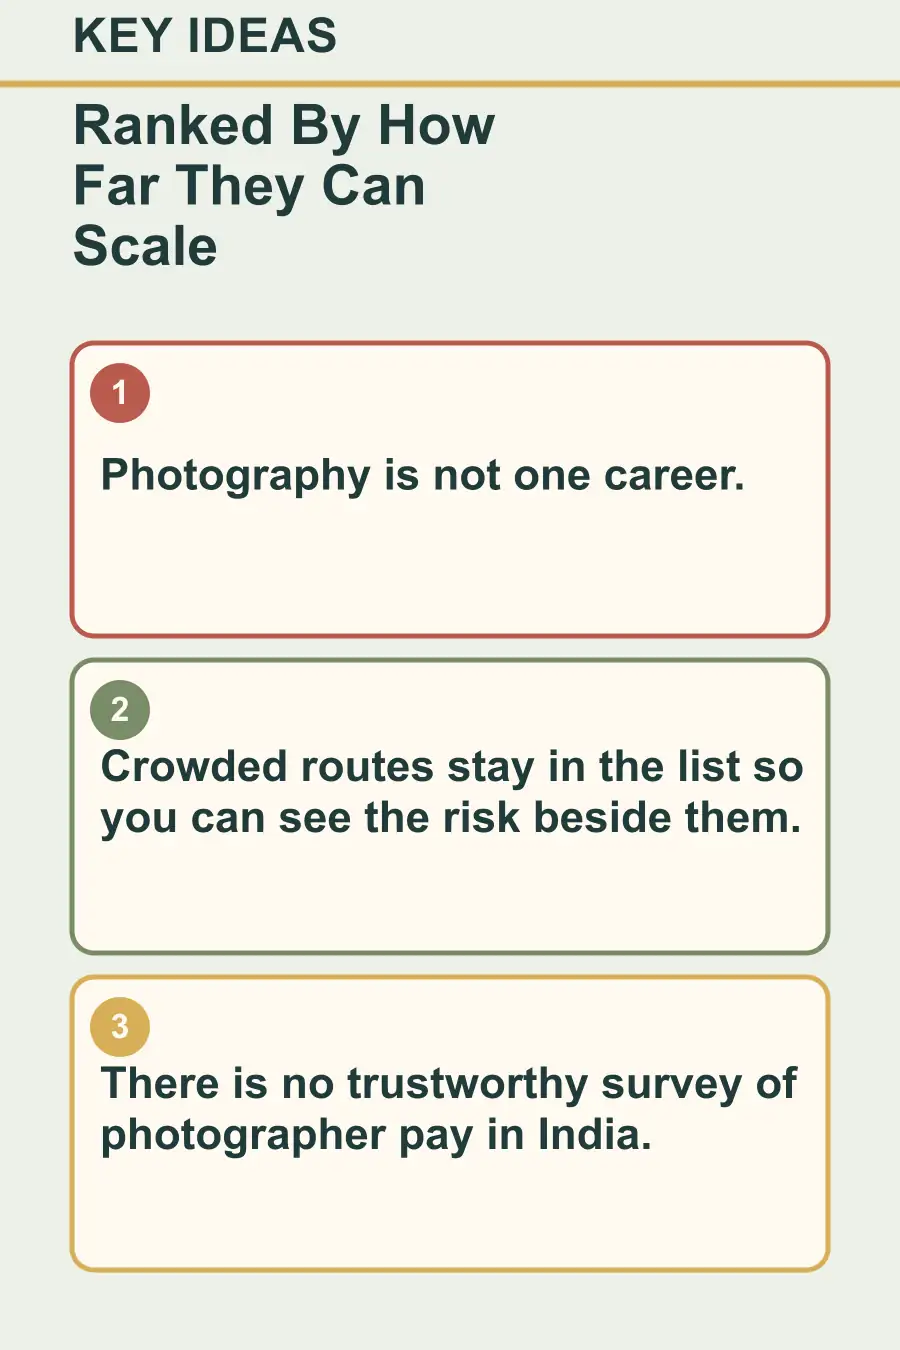 KEY IDEAS
Ranked By How
Far They Can
Scale
1
Photography is not one career.
2
Crowded routes stay in the list so
you can see the risk beside them.
3
There is no trustworthy survey of
photographer pay in India.